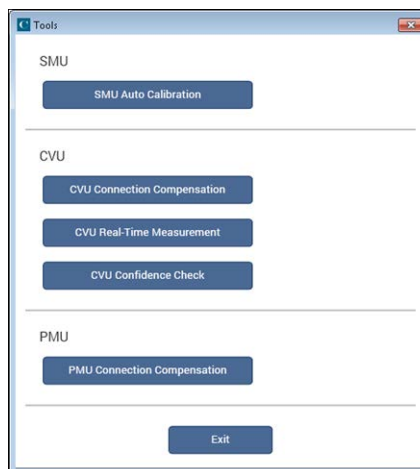 Tools
SMU
SMU Auto Calibration
CVU
CVU Connection Compensation
CVU Real-Time Measurement
CVU Confidence Check
PMU
PMU Connection Compensation
Exit